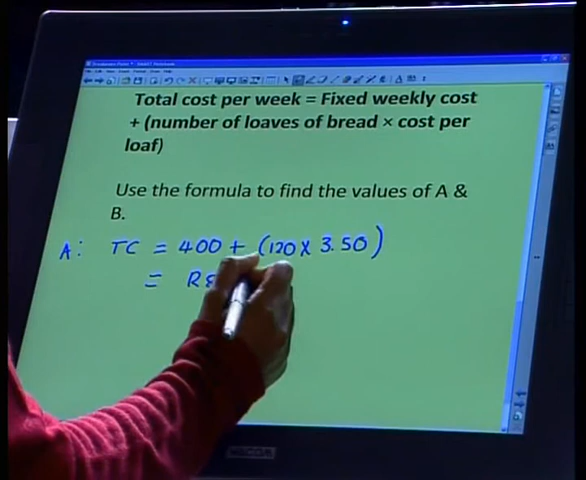 Total cost per week = Fixed weekly cost
+ (number of loaves of bread × cost per
loaf)
Use the formula to find the values of A &
B.
A: TC = 400 + (120 x 3.50)
= R8
WACOM